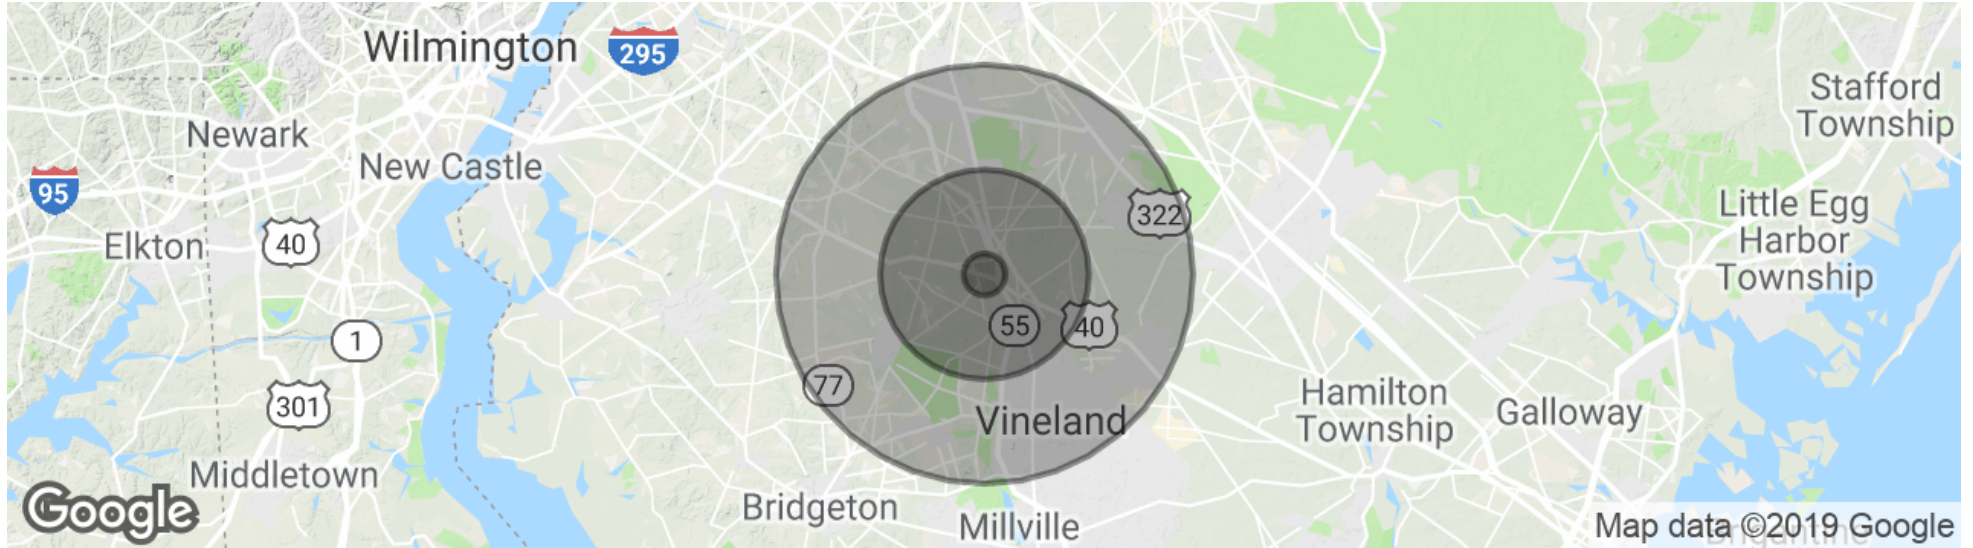 Wilmington
295
Stafford
Township
Newark
New Castle
95
322
Little Egg
Harbor
Township
40
Elkton
55
40
1
77
301
Hamilton
Township
Galloway
Vineland
Middletown
Bridgeton
Millville
Google
Map data ©2019 Google
Brigantine